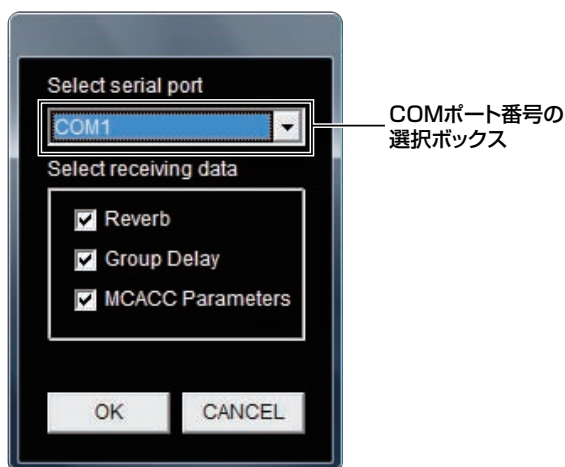 Select serial port
COM1
COMポート番号の
選択ボックス
Select receiving data
Reverb
Group Delay
MCACC Parameters
OK
CANCEL